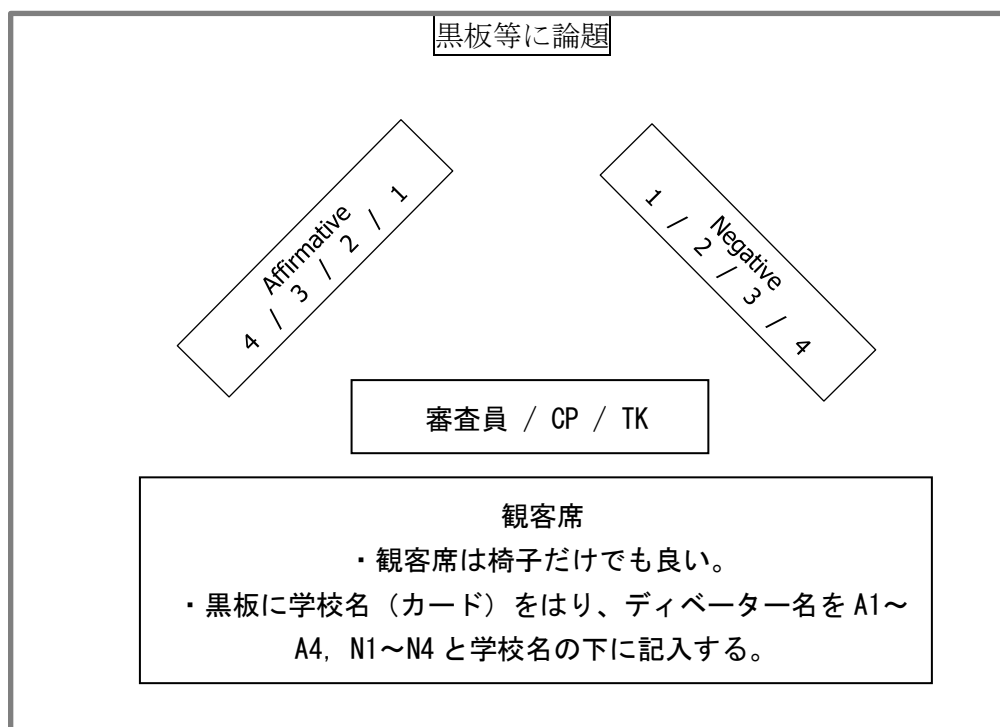 黒板等に論題
Affirmative
4 / 3 / 2 / 1
Negative
1 / 2 / 3 / 4
審査員 / CP / TK
観客席
・観客席は椅子だけでも良い。
・黒板に学校名（カード）をはり、ディベーター名を A1～
A4, N1～N4 と学校名の下に記入する。